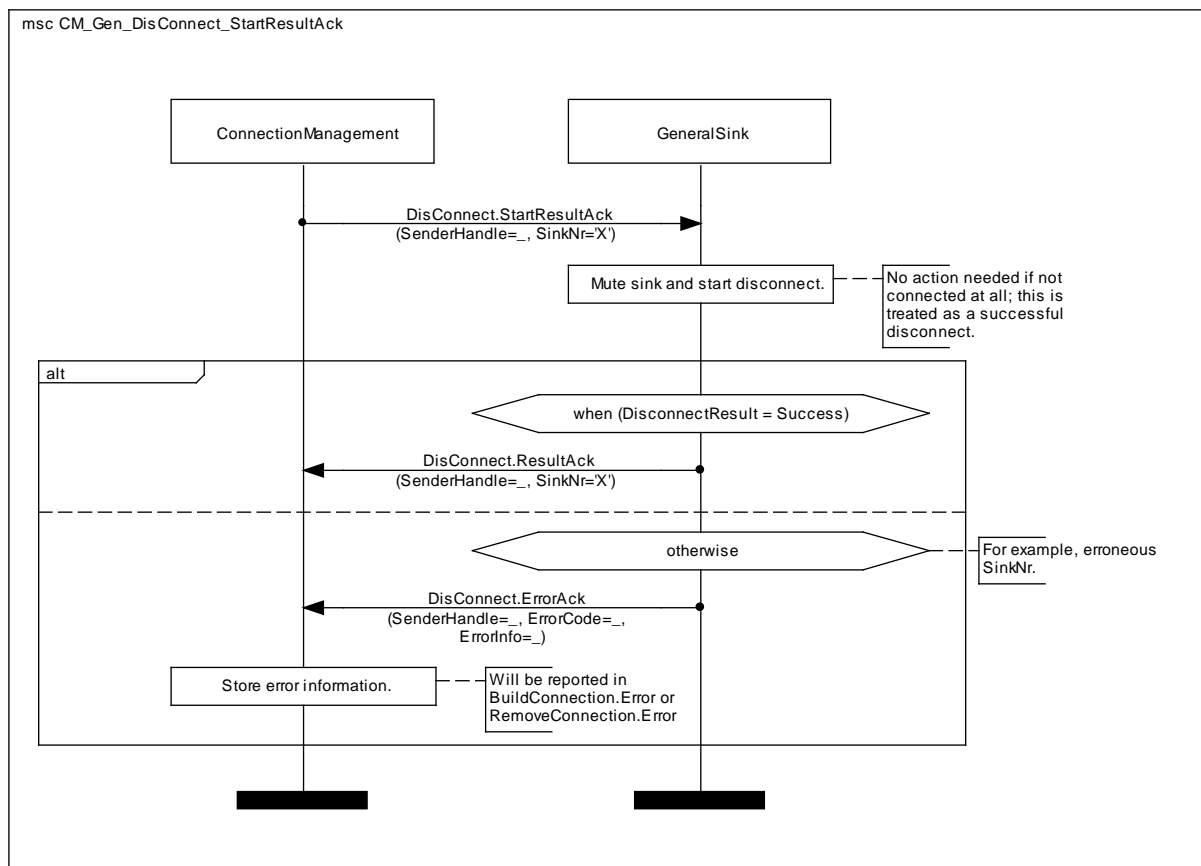 msc CM_Gen_DisConnect_StartResultAck
ConnectionManagement
GeneralSink
DisConnect.StartResultAck
(SenderHandle=_, SinkNr='X')
Mute sink and start disconnect.
No action needed if not
connected at all; this is
treated as a successful
disconnect.
alt
when (DisconnectResult = Success)
DisConnect.ResultAck
(SenderHandle=_, SinkNr='X')
otherwise
For example, erroneous
SinkNr.
DisConnect.ErrorAck
(SenderHandle=_, ErrorCode=_,
ErrorInfo=_)
Store error information.
Will be reported in
BuildConnection.Error or
RemoveConnection.Error